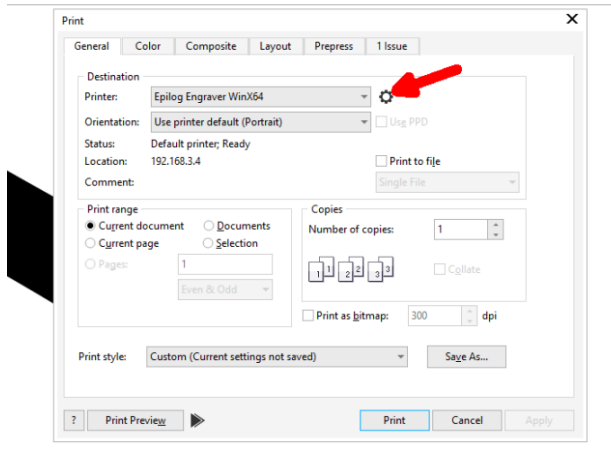 Print
General Color Composite Layout Prepress 1 Issue
Destination
Printer: Epilog Engraver WinX64
Orientation: Use printer default (Portrait) Use PPD
Status: Default printer; Ready
Location: 192.168.3.4 Print to file
Comment: Single File
Print range
Current document Documents
Current page Selection
Pages: 1
Even & Odd
Copies
Number of copies: 1
1 1 2 2 3 3 Collate
Print as bitmap: 300 dpi
Print style: Custom (Current settings not saved) Save As...
? Print Preview Print Cancel Apply